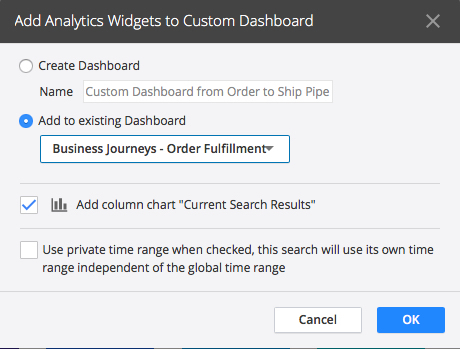 Add Analytics Widgets to Custom Dashboard
Create Dashboard
Name Custom Dashboard from Order to Ship Pipe
Add to existing Dashboard
Business Journeys - Order Fulfillment
Add column chart "Current Search Results"
Use private time range when checked, this search will use its own time
range independent of the global time range
Cancel OK